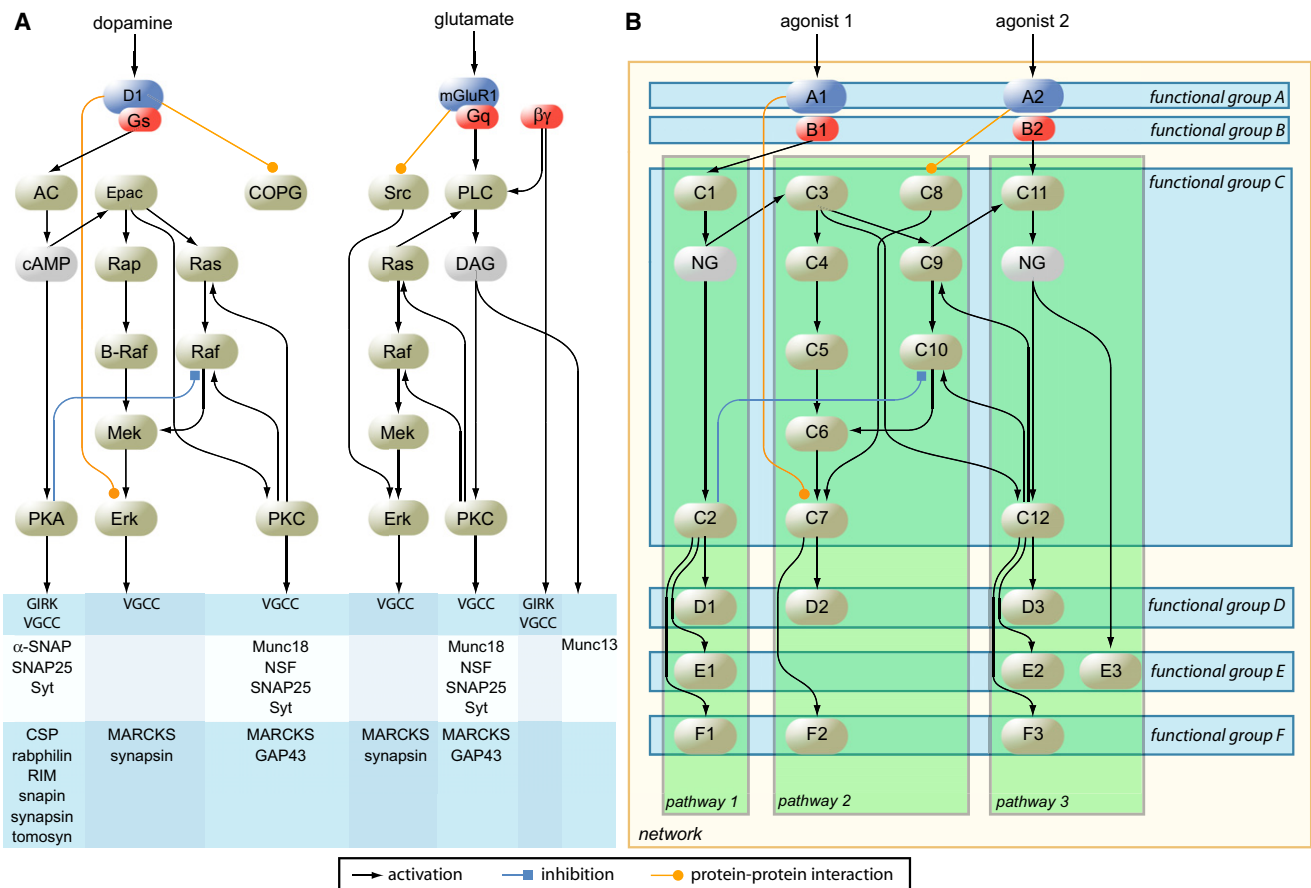 A
dopamine
glutamate
D1
Gs
mGluR1
Gq
βγ
AC
Epac
COPG
Src
PLC
cAMP
Rap
Ras
Ras
DAG
B-Raf
Raf
Raf
Mek
Mek
PKA
Erk
PKC
Erk
PKC
GIRK
VGCC
VGCC
VGCC
VGCC
VGCC
GIRK
VGCC
α-SNAP
SNAP25
Syt
Munc18
NSF
SNAP25
Syt
Munc18
NSF
SNAP25
Syt
Munc13
CSP
rabphilin
RIM
snapin
synapsin
tomosyn
MARCKS
synapsin
MARCKS
GAP43
MARCKS
synapsin
MARCKS
GAP43
B
agonist 1
agonist 2
A1
A2
functional group A
B1
B2
functional group B
C1
C3
C8
C11
functional group C
NG
C4
C9
NG
C5
C10
C6
C2
C7
C12
D1
D2
D3
functional group D
E1
E2
E3
functional group E
F1
F2
F3
functional group F
pathway 1
pathway 2
pathway 3
network
activation
inhibition
protein-protein interaction